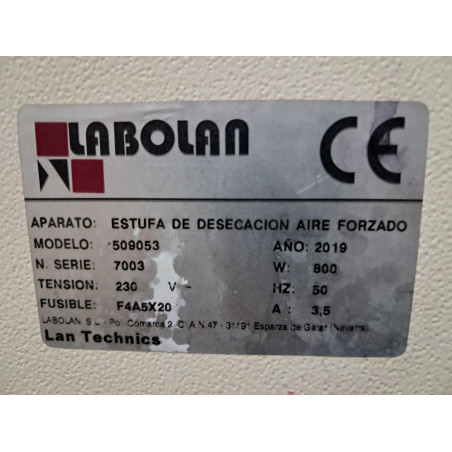 LABOLAN CE
APARATO: ESTUFA DE DESECACION AIRE FORZADO
MODELO: 509053 AÑO: 2019
N. SERIE: 7003 W: 800
TENSION: 230 V ~ HZ: 50
FUSIBLE: F4A5X20 A : 3,5
LABOLAN, S.L - Pol. Comarca 2, C\A N.47 - 31191 Esparza de Galar (Navarra)
Lan Technics